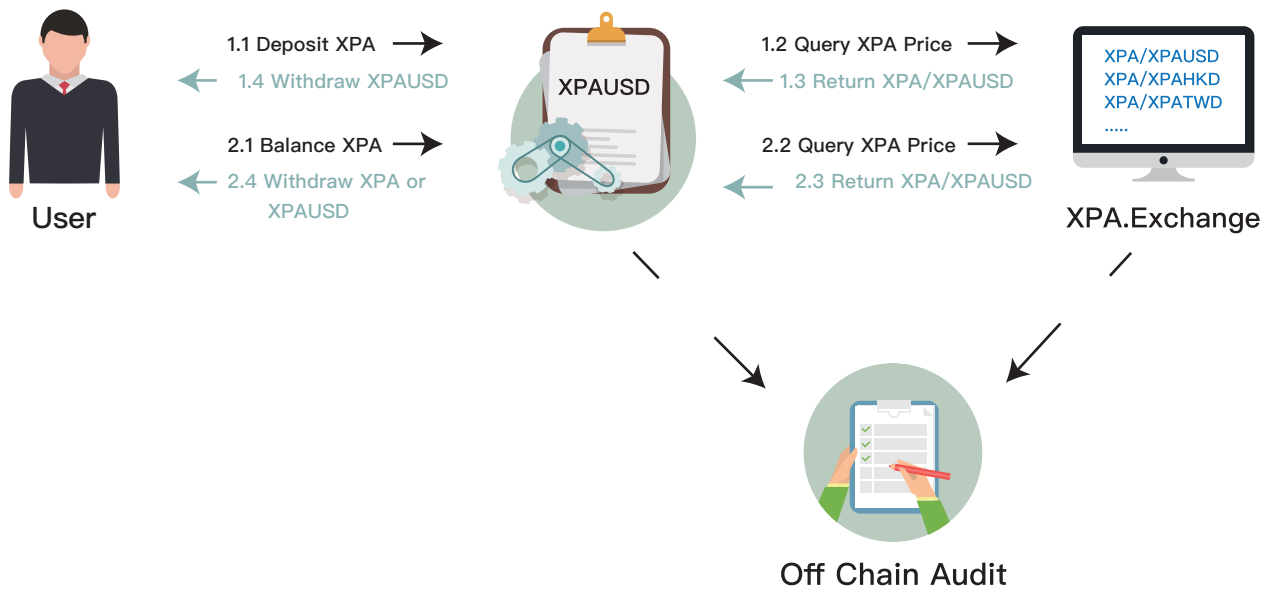 1.1 Deposit XPA
1.4 Withdraw XPAUSD
2.1 Balance XPA
2.4 Withdraw XPA or
XPAUSD
User
XPAUSD
1.2 Query XPA Price
1.3 Return XPA/XPAUSD
2.2 Query XPA Price
2.3 Return XPA/XPAUSD
XPA/XPAUSD
XPA/XPAHKD
XPA/XPATWD
.....
XPA.Exchange
Off Chain Audit